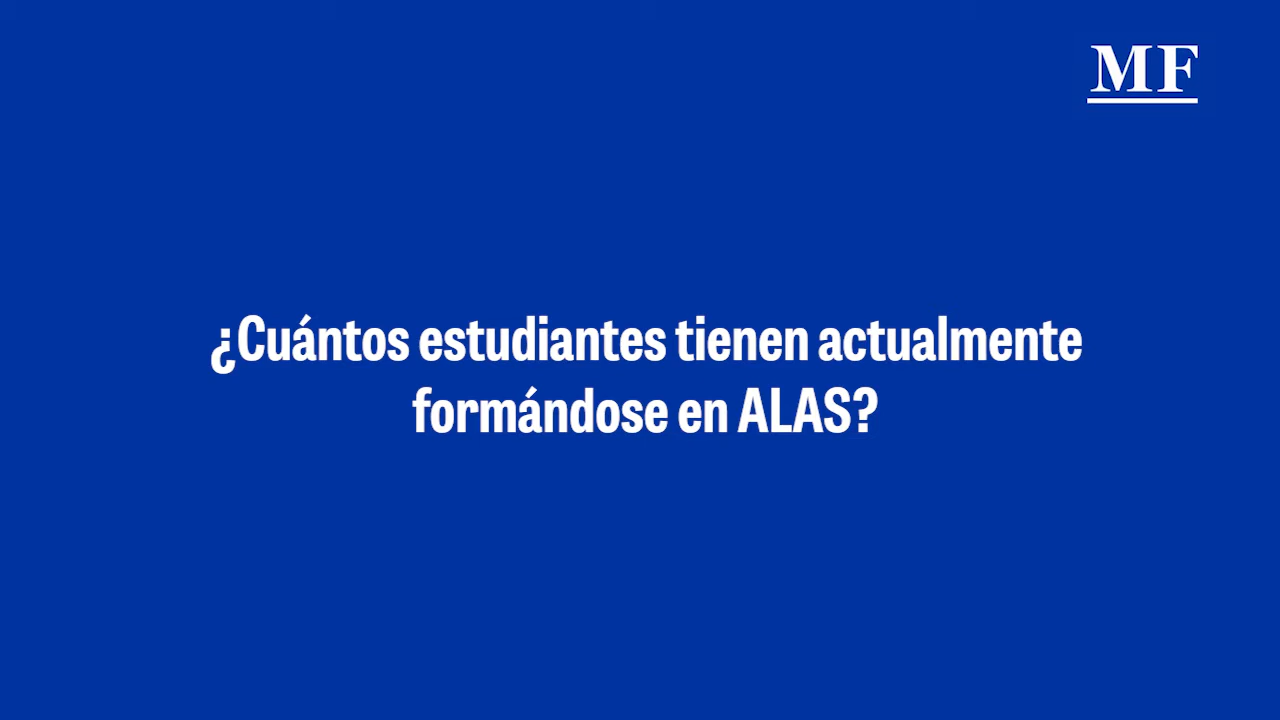 MF
¿Cuántos estudiantes tienen actualmente
formándose en ALAS?